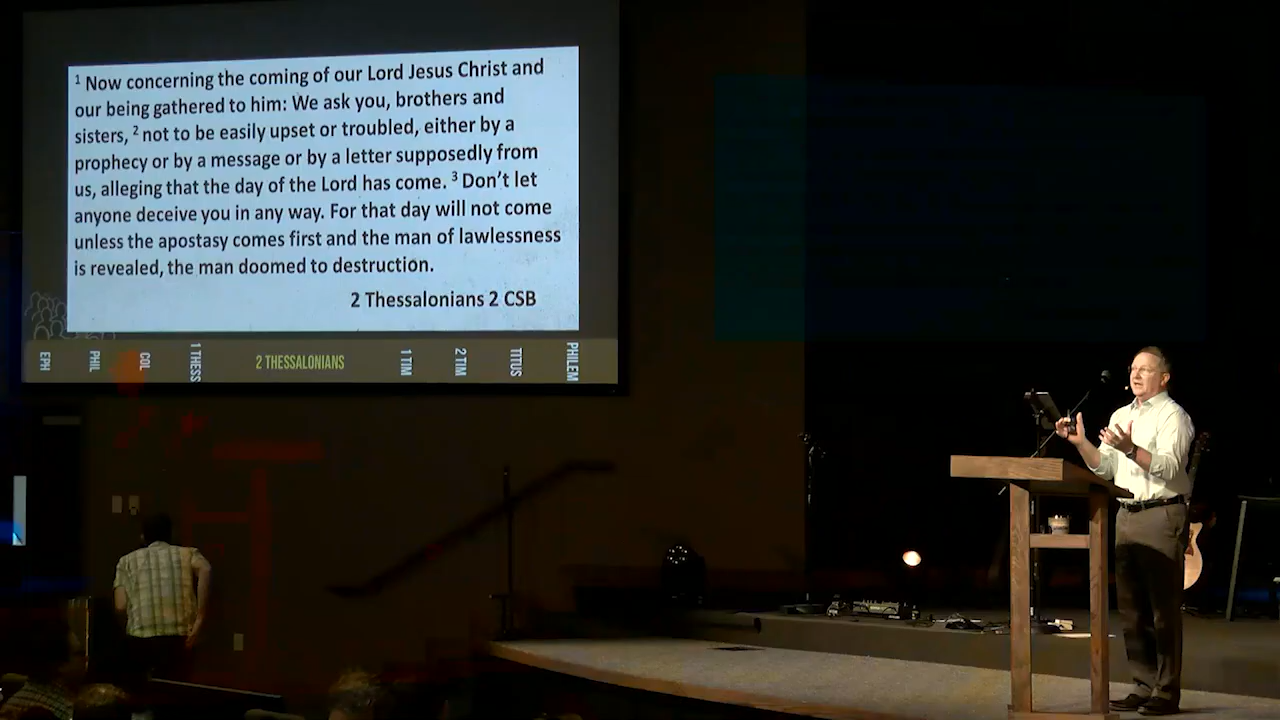 ¹ Now concerning the coming of our Lord Jesus Christ and
our being gathered to him: We ask you, brothers and
sisters, ² not to be easily upset or troubled, either by a
prophecy or by a message or by a letter supposedly from
us, alleging that the day of the Lord has come. ³ Don't let
anyone deceive you in any way. For that day will not come
unless the apostasy comes first and the man of lawlessness
is revealed, the man doomed to destruction.
2 Thessalonians 2 CSB
EPH
PHIL
COL
1 THESS
2 THESSALONIANS
1 TIM
2 TIM
TITUS
PHILEM